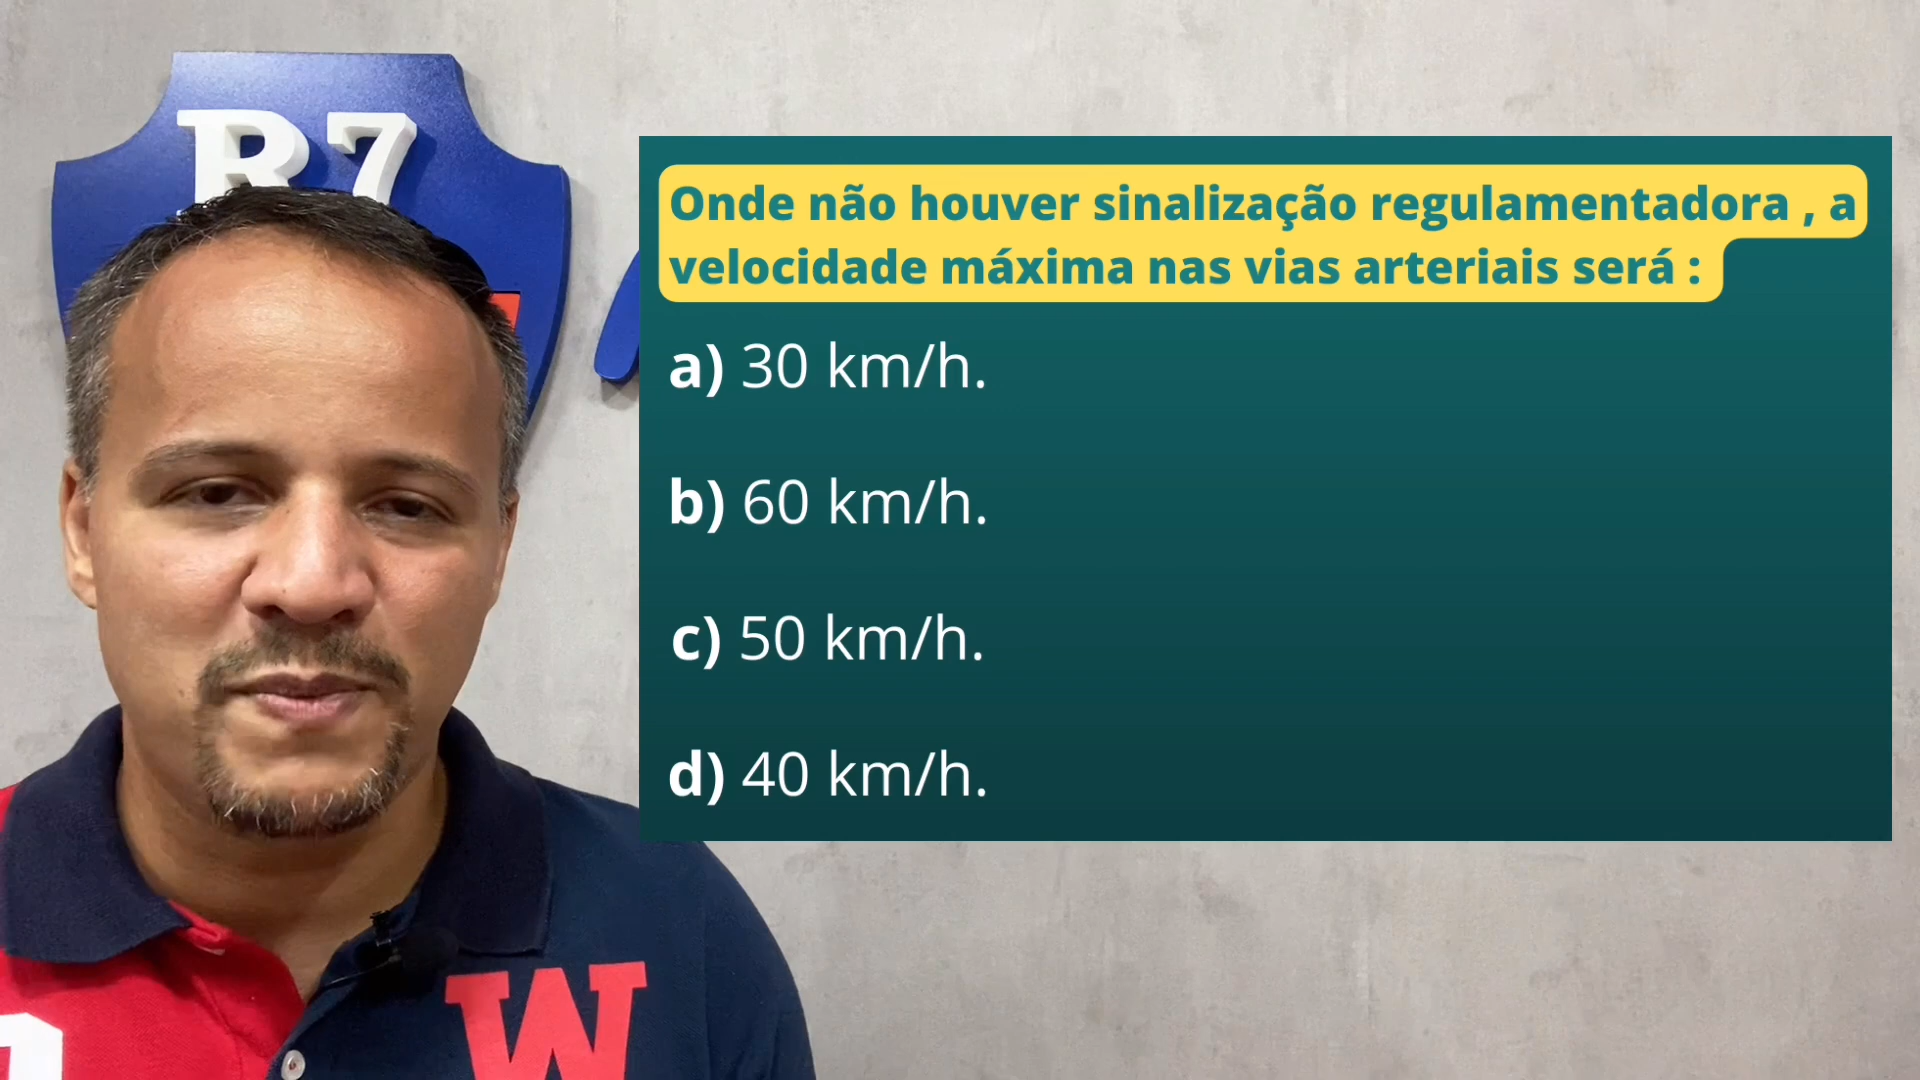 R7
Onde não houver sinalização regulamentadora , a
velocidade máxima nas vias arteriais será :
a) 30 km/h.
b) 60 km/h.
c) 50 km/h.
d) 40 km/h.
W